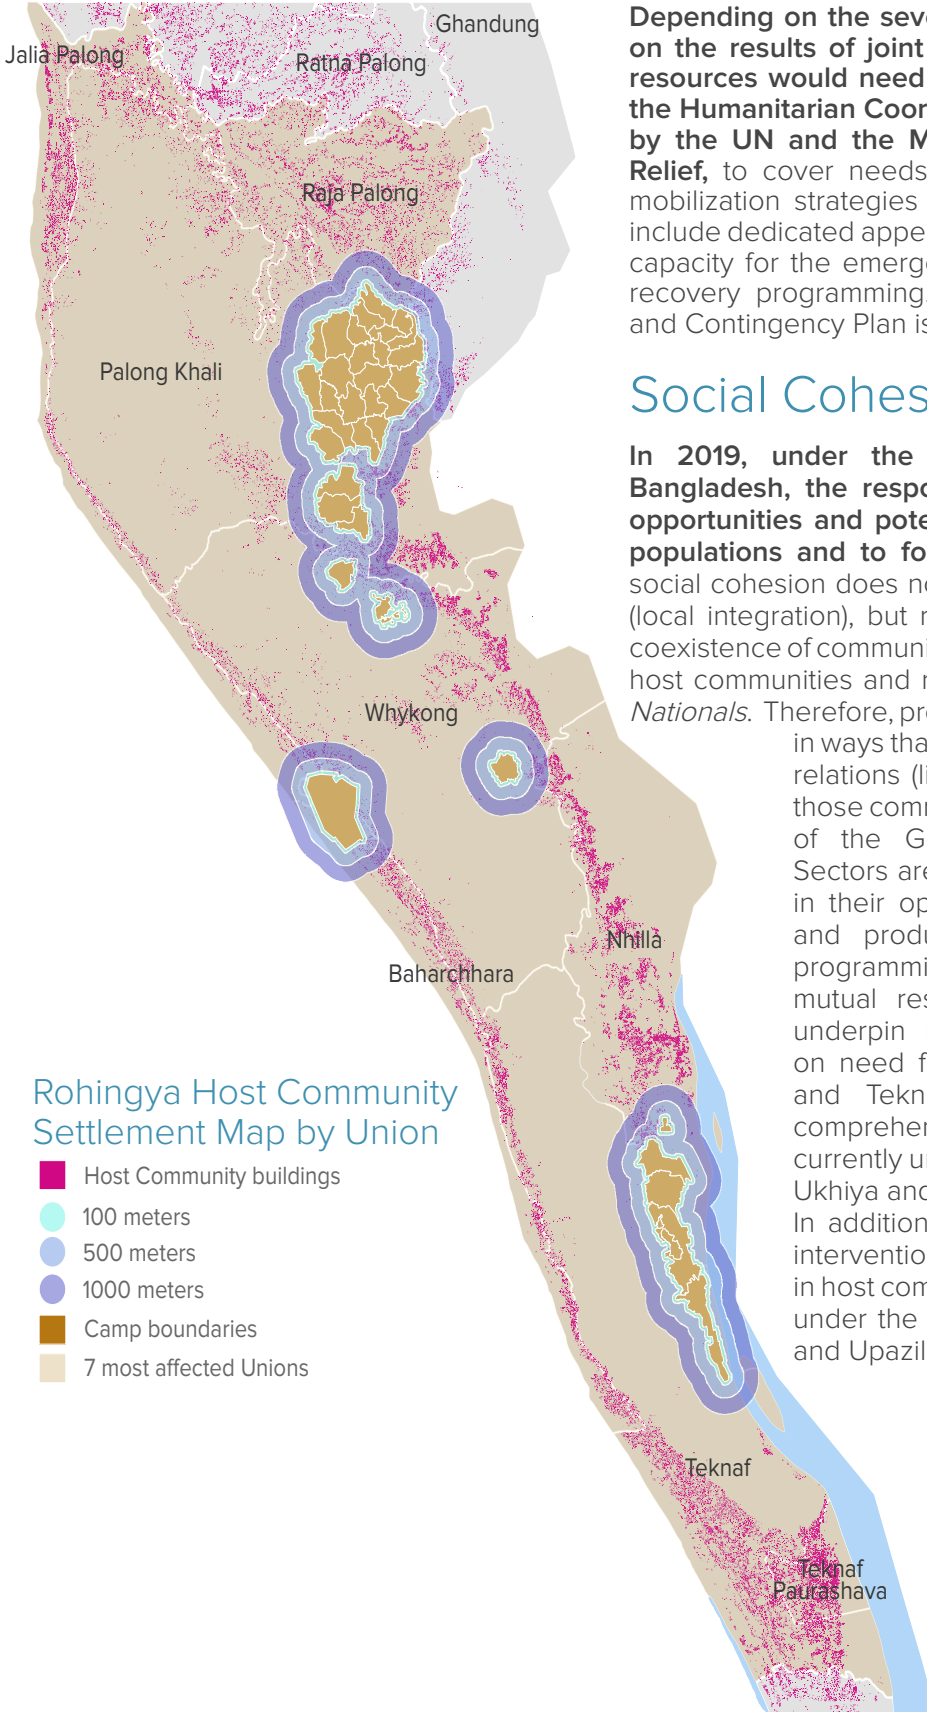 Ghandung
Jalia Palong
Ratna Palong
Raja Palong
Palong Khali
Whykong
Nhilla
Baharchhara
Teknaf
Teknaf
Paurashava
Rohingya Host Community
Settlement Map by Union
Host Community buildings
100 meters
500 meters
1000 meters
Camp boundaries
7 most affected Unions
Depending on the seve
on the results of joint
resources would need
the Humanitarian Coor
by the UN and the M
Relief, to cover needs
mobilization strategies
include dedicated appe
capacity for the emerge
recovery programming.
and Contingency Plan is
Social Cohes
In 2019, under the
Bangladesh, the respo
opportunities and pote
populations and to fo
social cohesion does no
(local integration), but r
coexistence of communi
host communities and r
Nationals. Therefore, pro
in ways tha
relations (li
those comm
of the G
Sectors are
in their op
and produ
programmi
mutual res
underpin
on need f
and Tekn
comprehen
currently un
Ukhiya and
In addition
interventio
in host com
under the
and Upazil